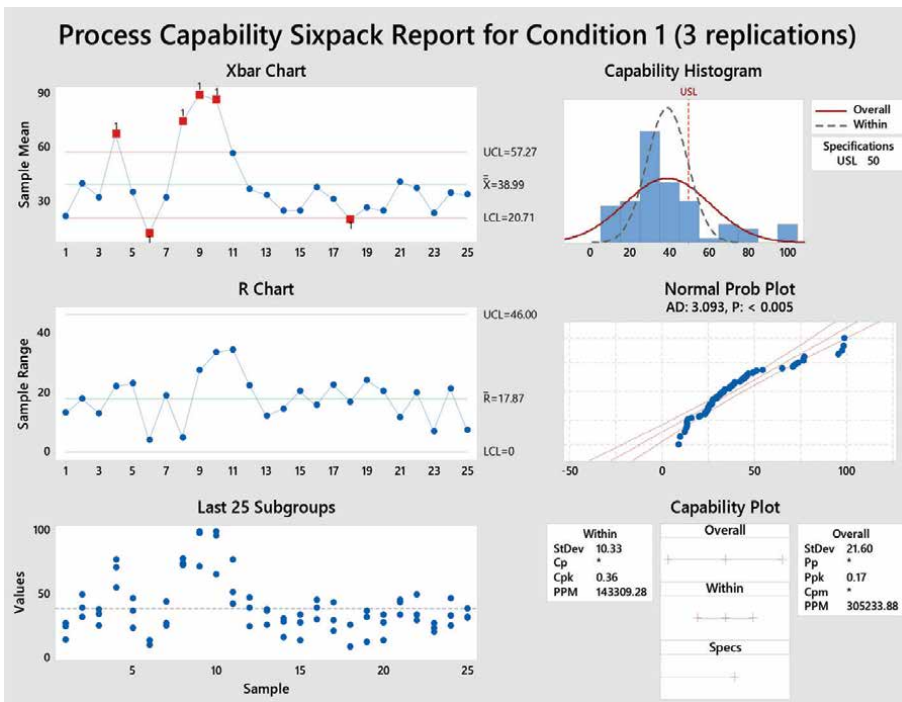 Process Capability Sixpack Report for Condition 1 (3 replications)
Xbar Chart
Sample Mean
90
60
30
1
1
1
1
1
1
UCL=57.27
X̿=38.99
LCL=20.71
1 3 5 7 9 11 13 15 17 19 21 23 25
Capability Histogram
USL
Overall
Within
Specifications
USL 50
0 20 40 60 80 100
R Chart
Sample Range
40
20
0
UCL=46.00
R̄=17.87
LCL=0
1 3 5 7 9 11 13 15 17 19 21 23 25
Normal Prob Plot
AD: 3.093, P: < 0.005
-50 0 50 100
Last 25 Subgroups
Values
100
50
0
5 10 15 20 25
Sample
Capability Plot
Within
StDev 10.33
Cp *
Cpk 0.36
PPM 143309.28
Overall
Within
Specs
Overall
StDev 21.60
Pp *
Ppk 0.17
Cpm *
PPM 305233.88